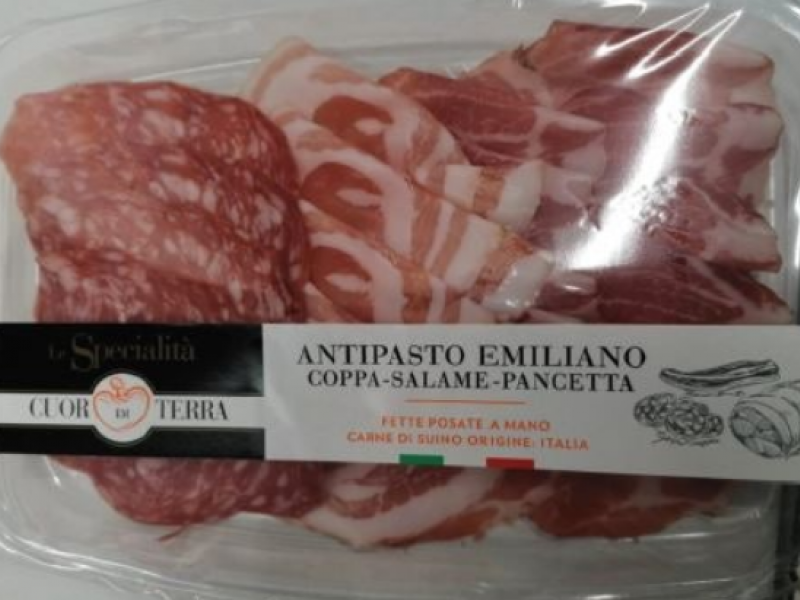 Le Specialità
CUOR DI TERRA
ANTIPASTO EMILIANO
COPPA-SALAME-PANCETTA
FETTE POSATE A MANO
CARNE DI SUINO ORIGINE: ITALIA